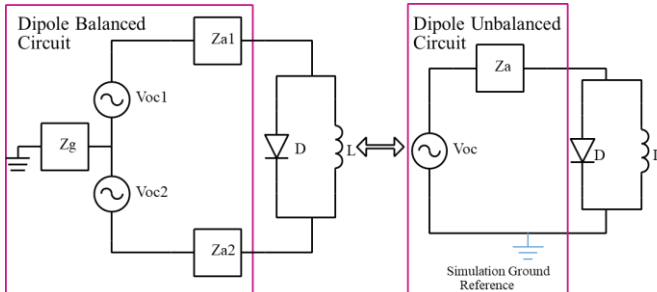 Dipole Balanced
Circuit
Za1
Voc1
Zg
D
L
Voc2
Za2
Dipole Unbalanced
Circuit
Za
Voc
D
Simulation Ground
Reference